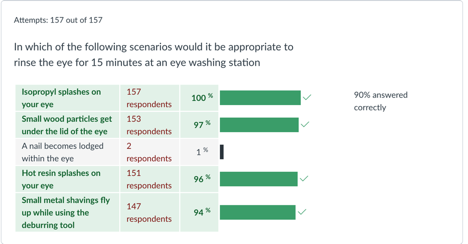 Attempts: 157 out of 157
In which of the following scenarios would it be appropriate to
rinse the eye for 15 minutes at an eye washing station
Isopropyl splashes on
your eye
157
respondents
100 %
90% answered
correctly
Small wood particles get
under the lid of the eye
153
respondents
97 %
A nail becomes lodged
within the eye
2
respondents
1 %
Hot resin splashes on
your eye
151
respondents
96 %
Small metal shavings fly
up while using the
deburring tool
147
respondents
94 %